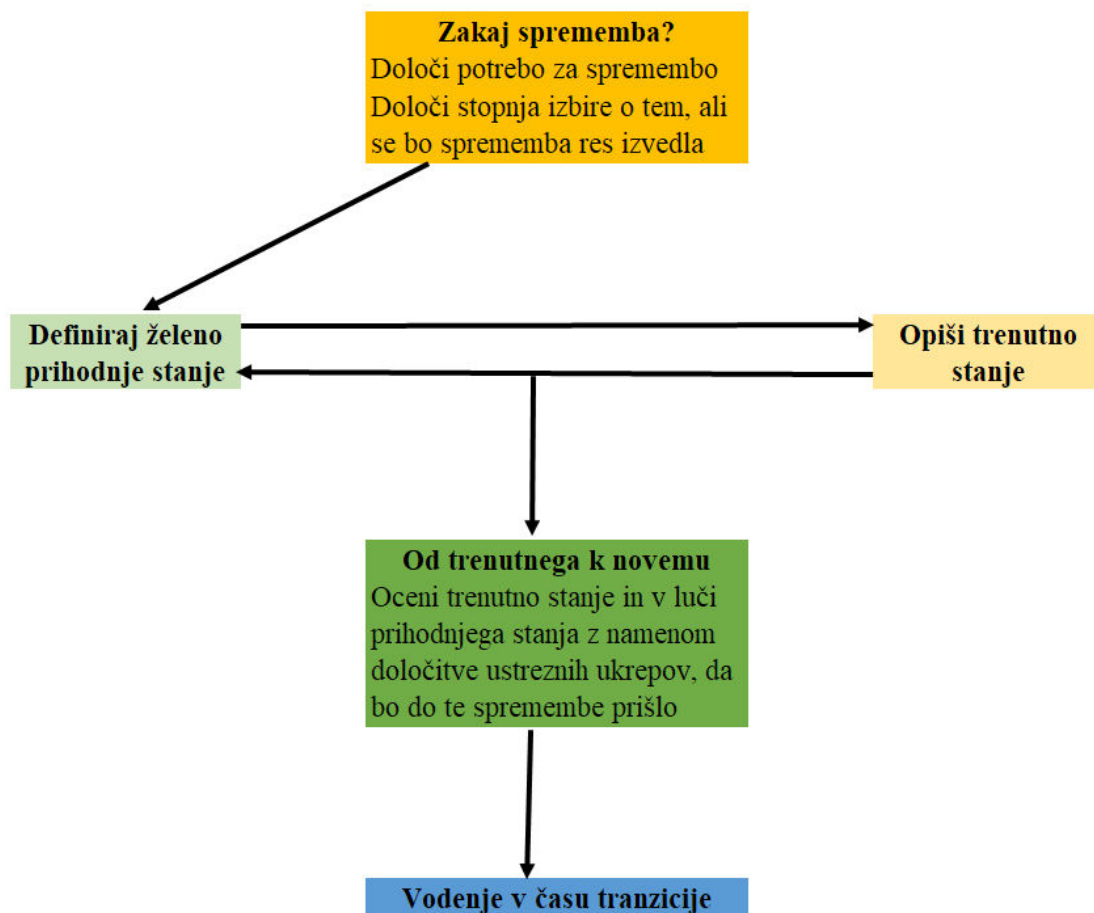 Zakaj sprememba?
Določi potrebo za spremembo
Določi stopnja izbire o tem, ali
se bo sprememba res izvedla
Definiraj želeno
prihodnje stanje
Opiši trenutno
stanje
Od trenutnega k novemu
Oceni trenutno stanje in v luči
prihodnjega stanja z namenom
določitve ustreznih ukrepov, da
bo do te spremembe prišlo
Vodenje v času tranzicije